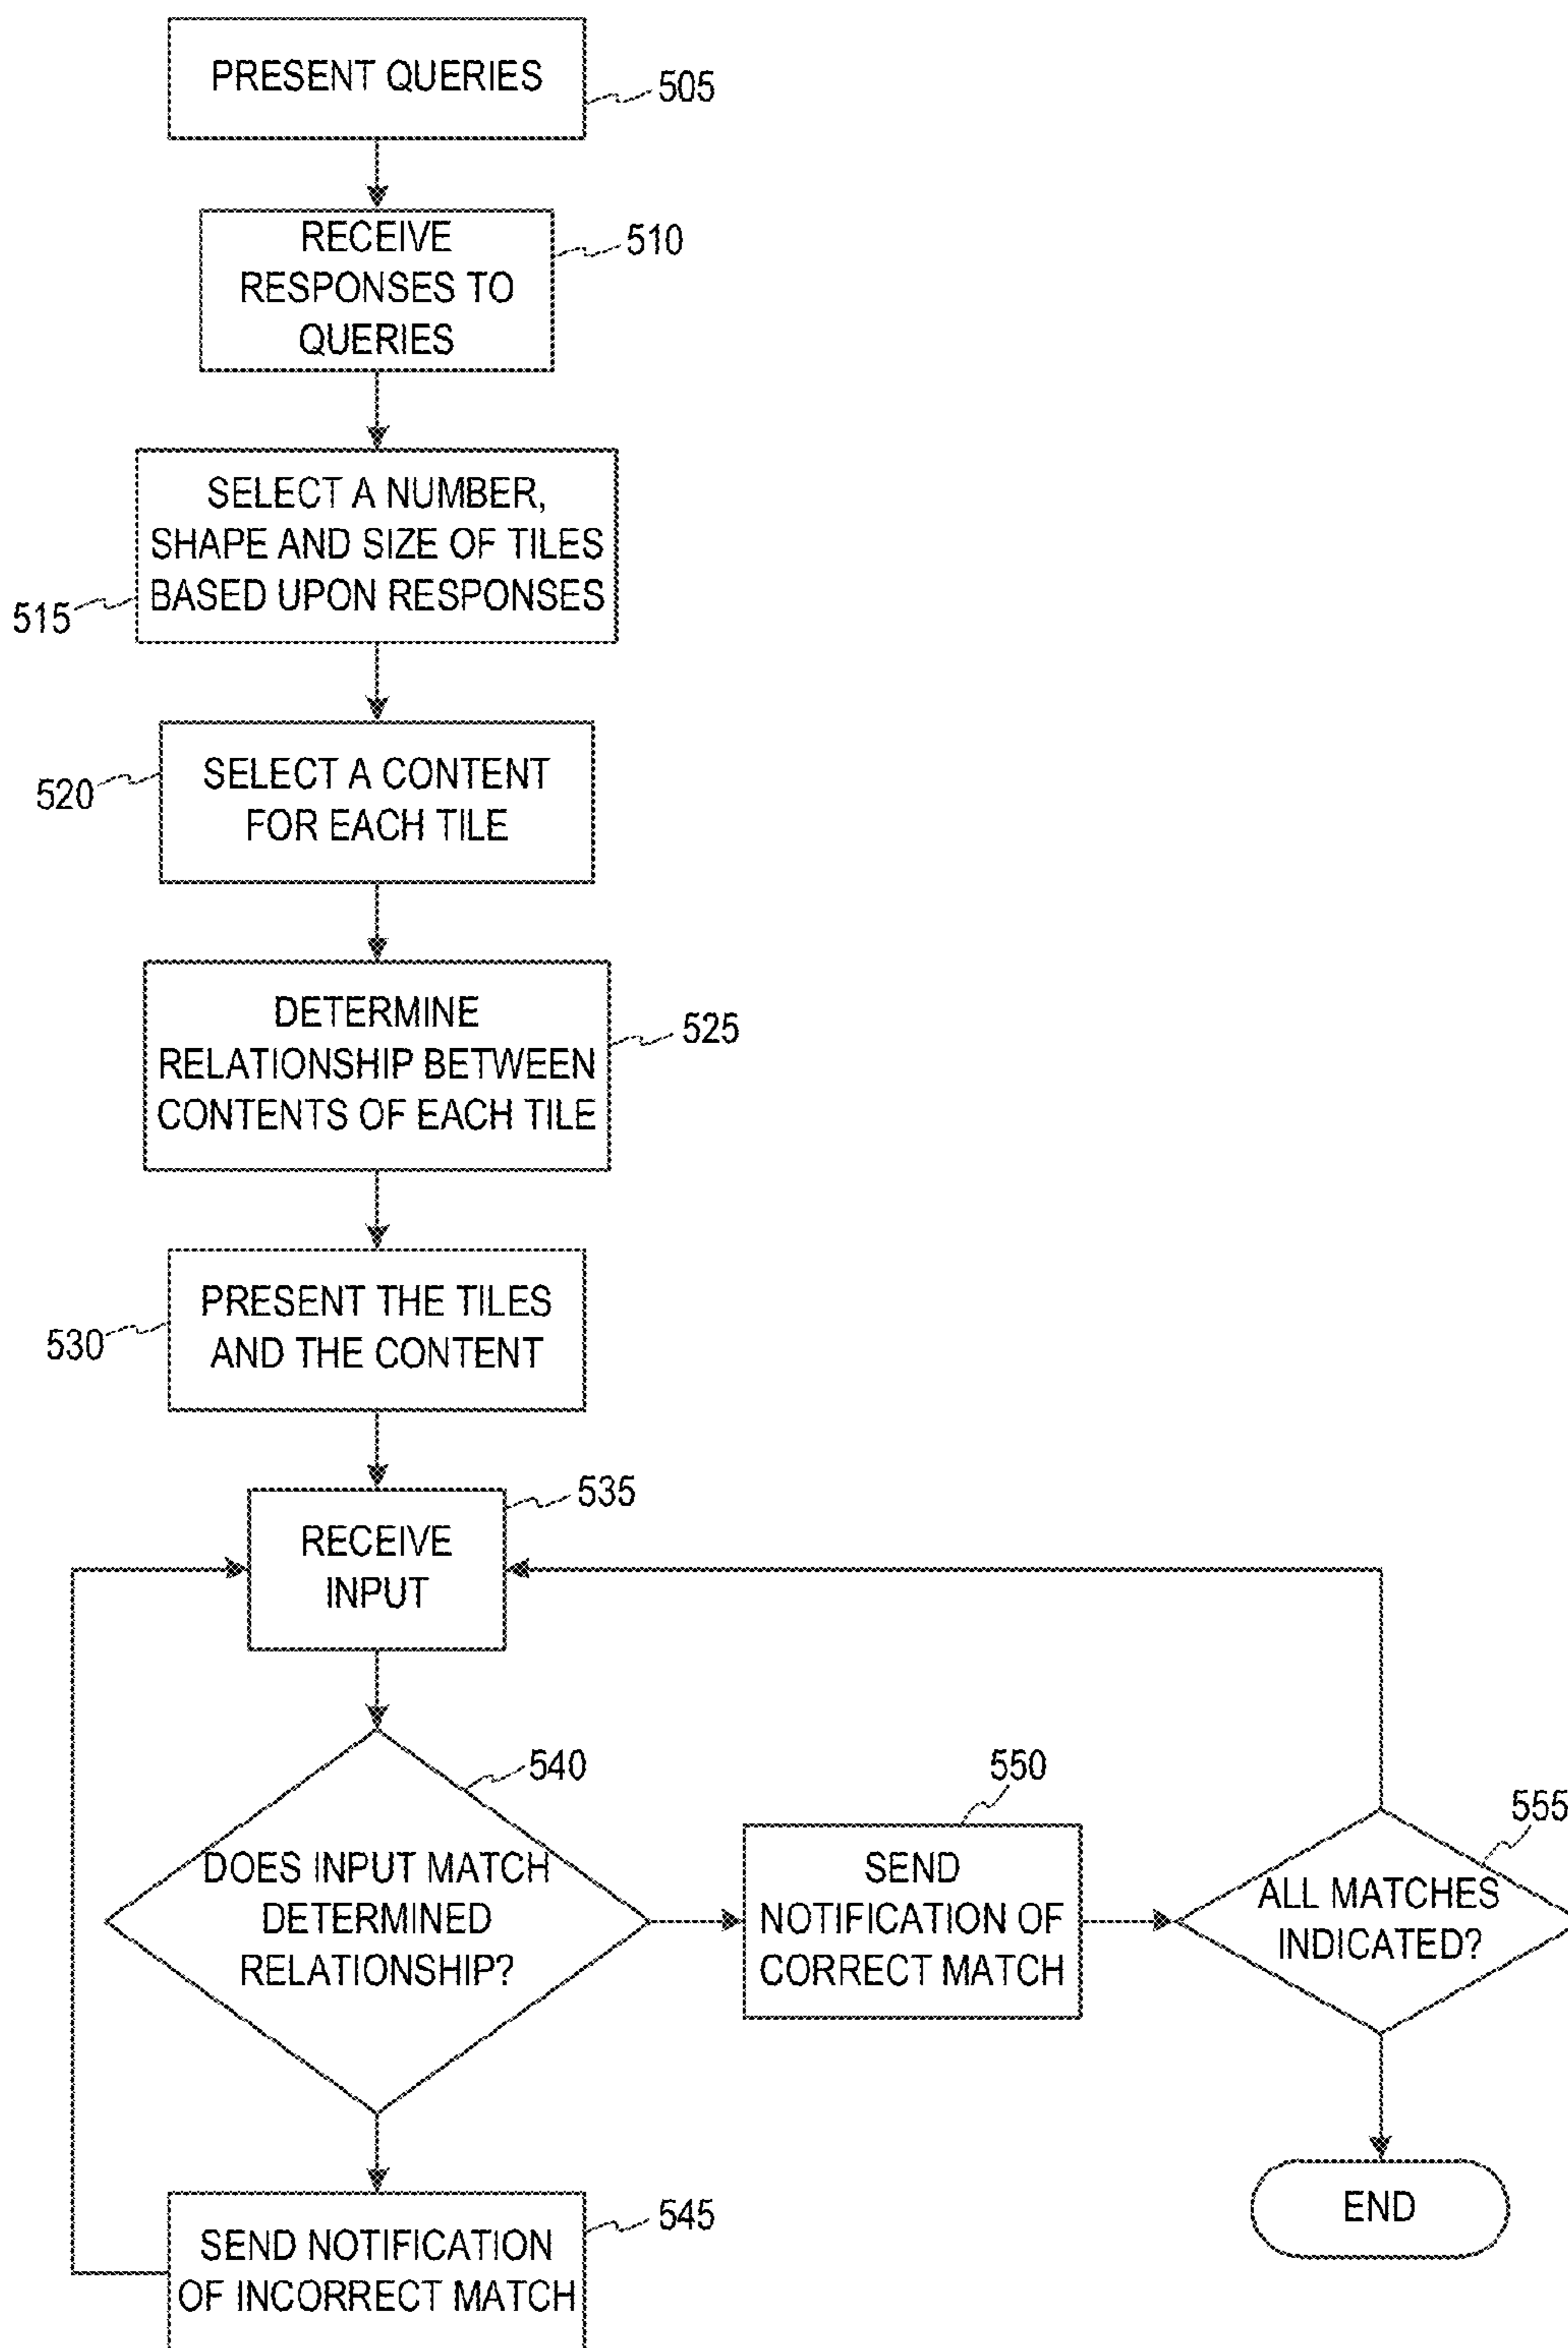 PRESENT QUERIES
505
RECEIVE
RESPONSES TO
QUERIES
510
SELECT A NUMBER,
SHAPE AND SIZE OF TILES
BASED UPON RESPONSES
515
SELECT A CONTENT
FOR EACH TILE
520
DETERMINE
RELATIONSHIP BETWEEN
CONTENTS OF EACH TILE
525
PRESENT THE TILES
AND THE CONTENT
530
RECEIVE
INPUT
535
DOES INPUT MATCH
DETERMINED
RELATIONSHIP?
540
SEND
NOTIFICATION OF
CORRECT MATCH
550
ALL MATCHES
INDICATED?
555
SEND NOTIFICATION
OF INCORRECT MATCH
545
END